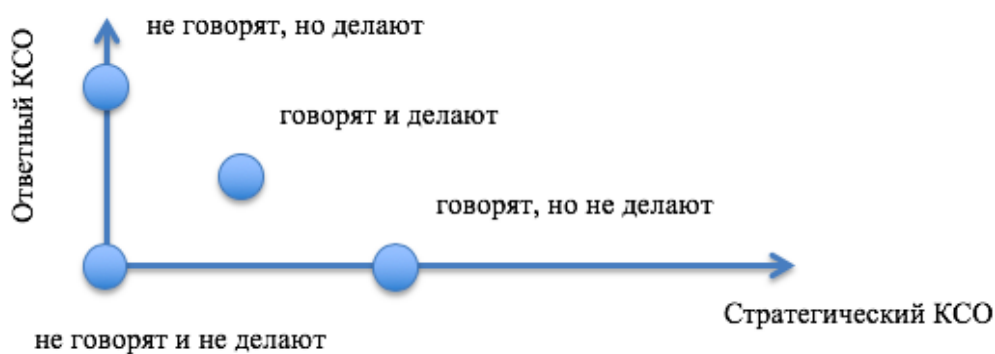 не говорят, но делают
Ответный КСО
говорят и делают
говорят, но не делают
Стратегический КСО
не говорят и не делают